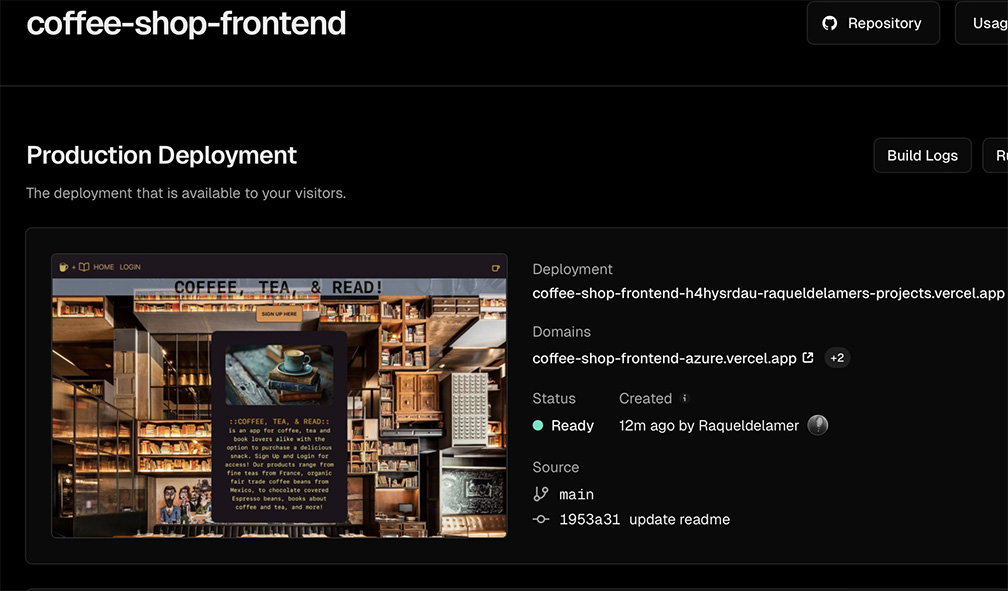 coffee-shop-frontend
Repository
Usag
Production Deployment
Build Logs
Ru
The deployment that is available to your visitors.
+ HOME LOGIN
COFFEE, TEA, & READ!
SIGN UP HERE
::COFFEE, TEA, & READ::
is an app for coffee, tea and
book lovers alike with the
option to purchase a delicious
snack. Sign Up and Login for
access! Our products range from
fine teas from France, organic
fair trade coffee beans from
Mexico, to chocolate covered
Espresso beans, books about
coffee and tea, and more!
Deployment
coffee-shop-frontend-h4hysrdau-raqueldelamers-projects.vercel.app
Domains
coffee-shop-frontend-azure.vercel.app +2
Status Created
Ready 12m ago by Raqueldelamer
Source
main
1953a31 update readme